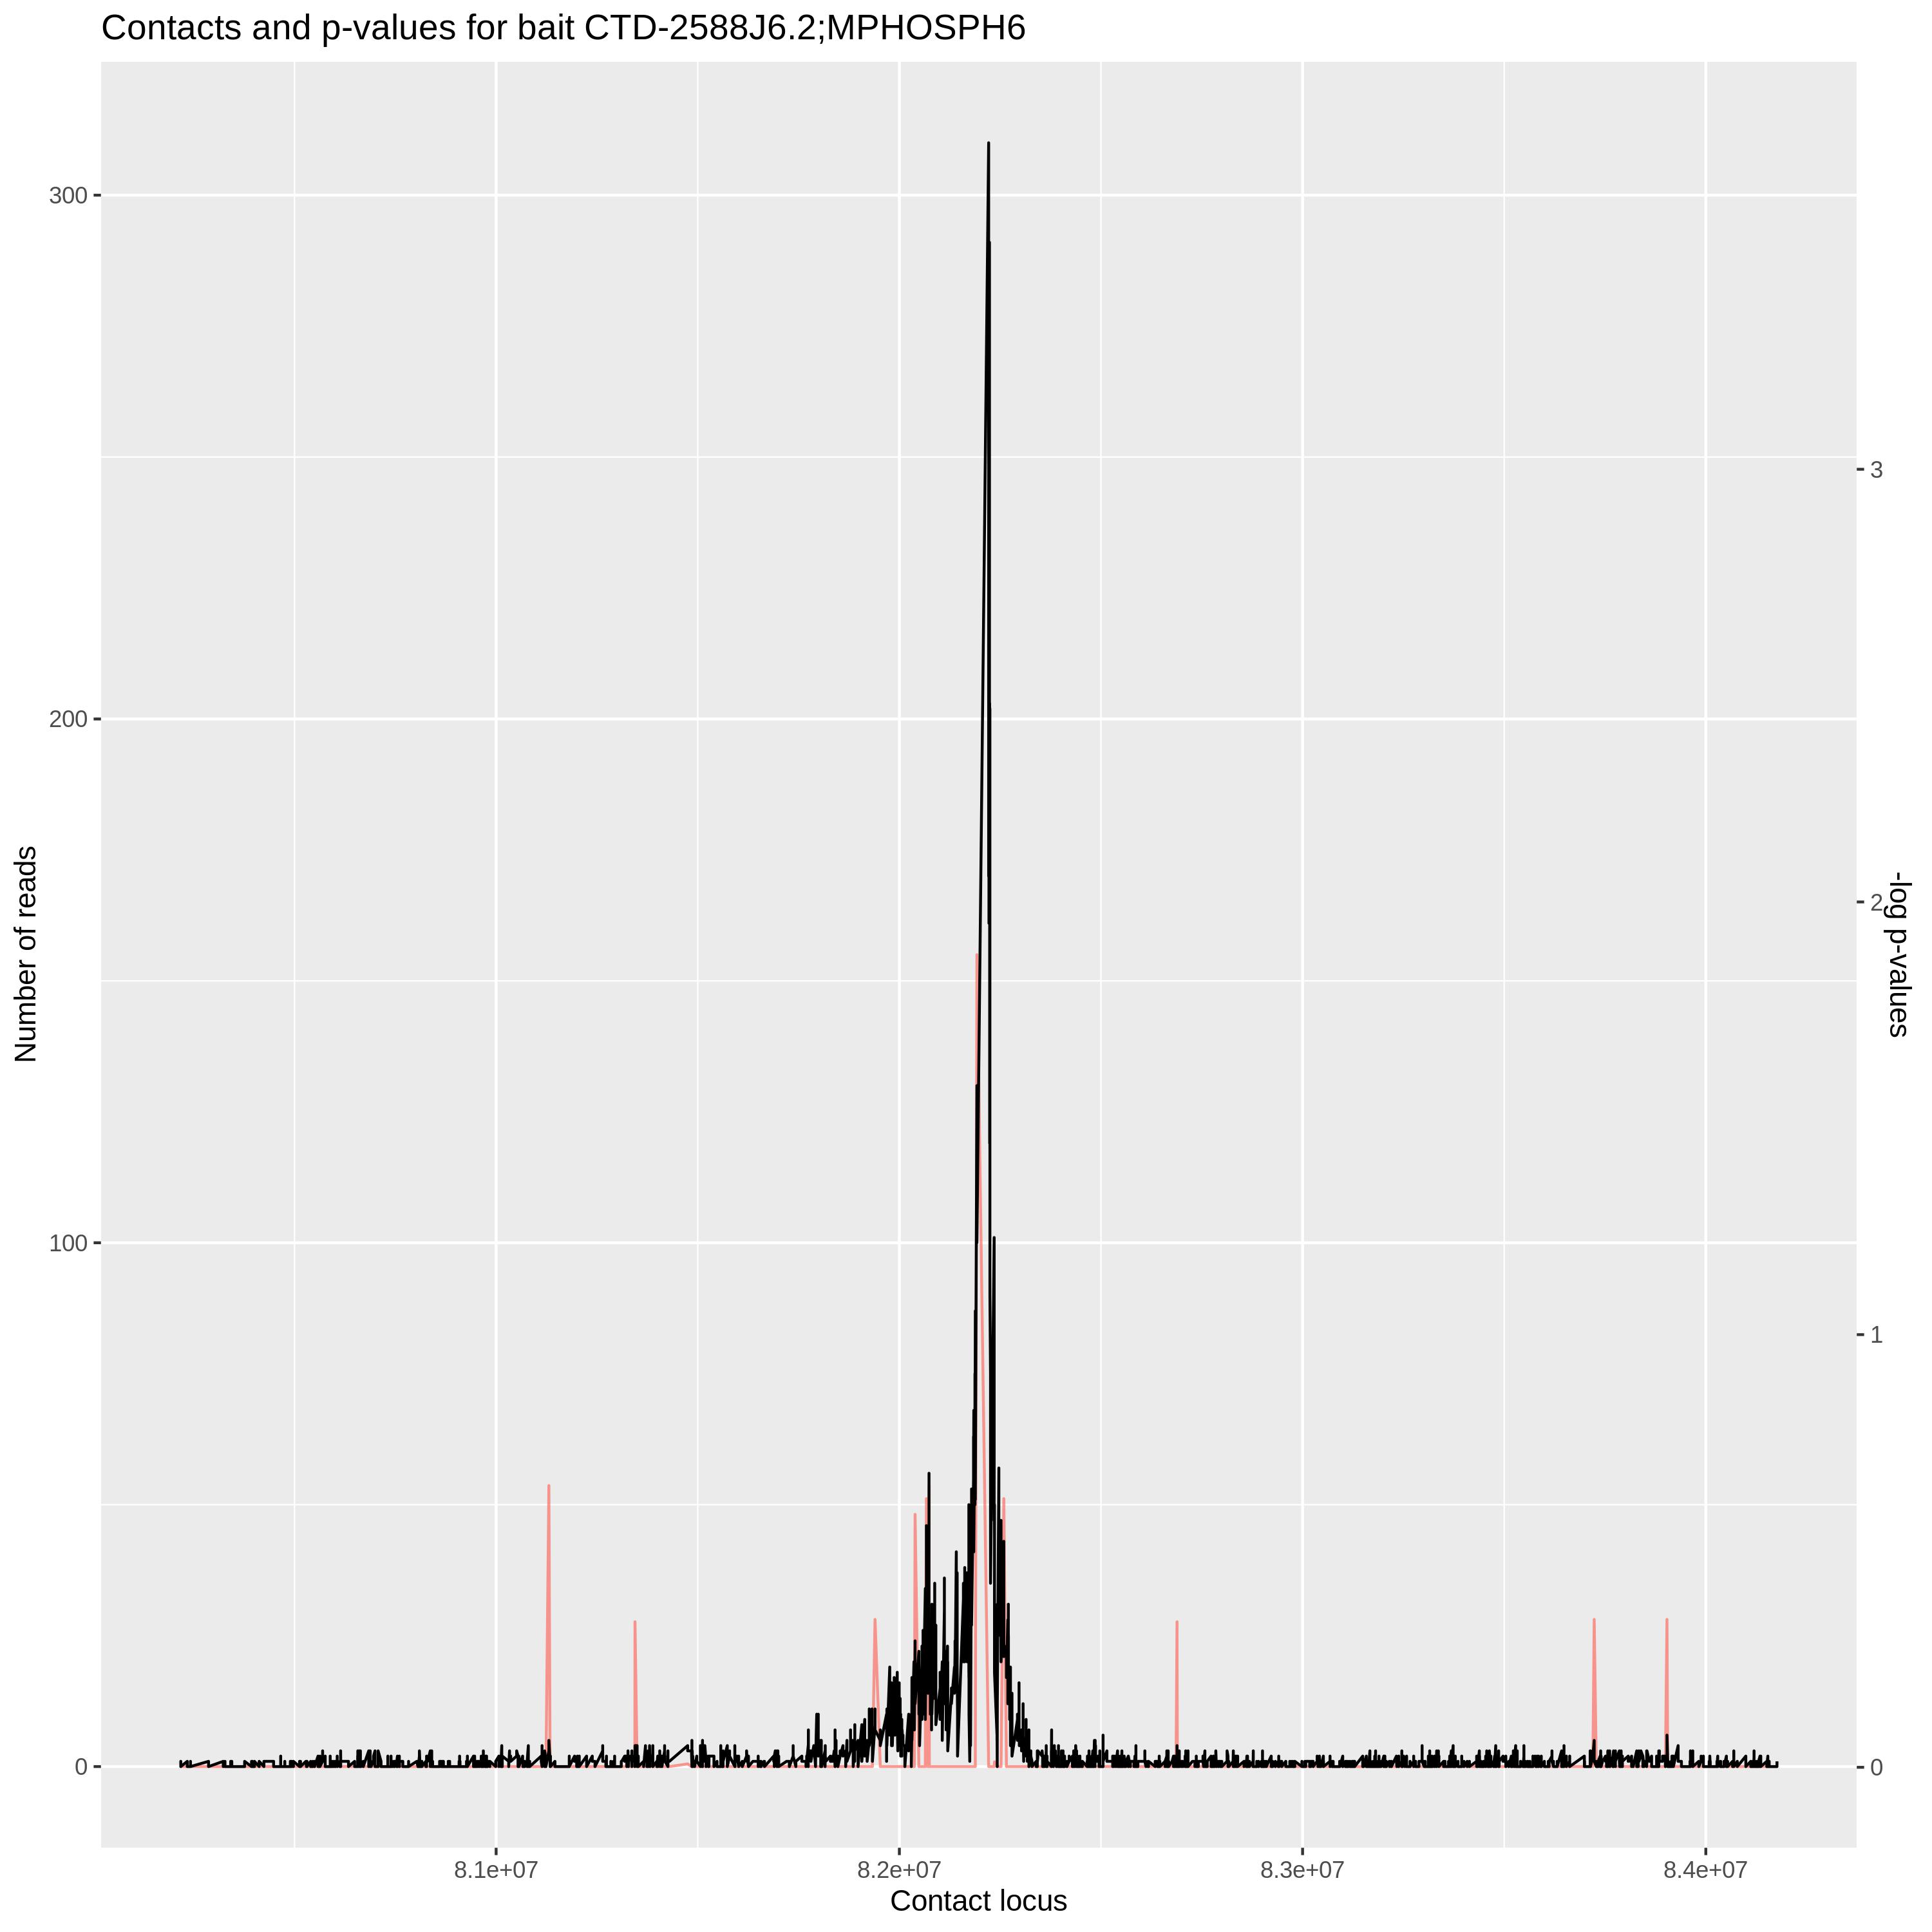 Contacts and p-values for bait CTD-2588J6.2;MPHOSPH6
300
200
100
0
Number of reads
3
2
1
0
-log p-values
8.1e+07
8.2e+07
8.3e+07
8.4e+07
Contact locus